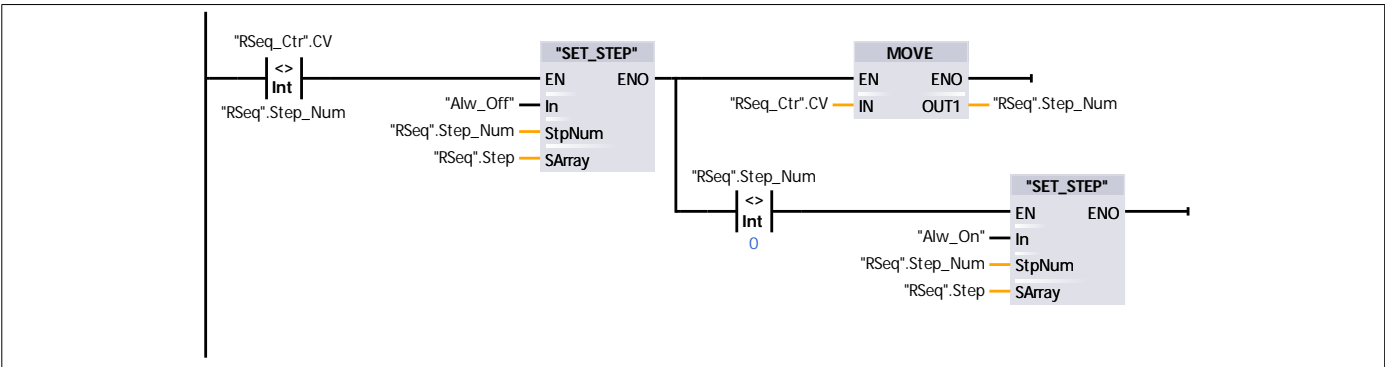 "RSeq_Ctr".CV
<>
Int
"RSeq".Step_Num
"SET_STEP"
EN ENO
"Alw_Off" In
"RSeq".Step_Num StpNum
"RSeq".Step SArray
MOVE
EN ENO
"RSeq_Ctr".CV IN OUT1 "RSeq".Step_Num
"RSeq".Step_Num
<>
Int
0
"SET_STEP"
EN ENO
"Alw_On" In
"RSeq".Step_Num StpNum
"RSeq".Step SArray